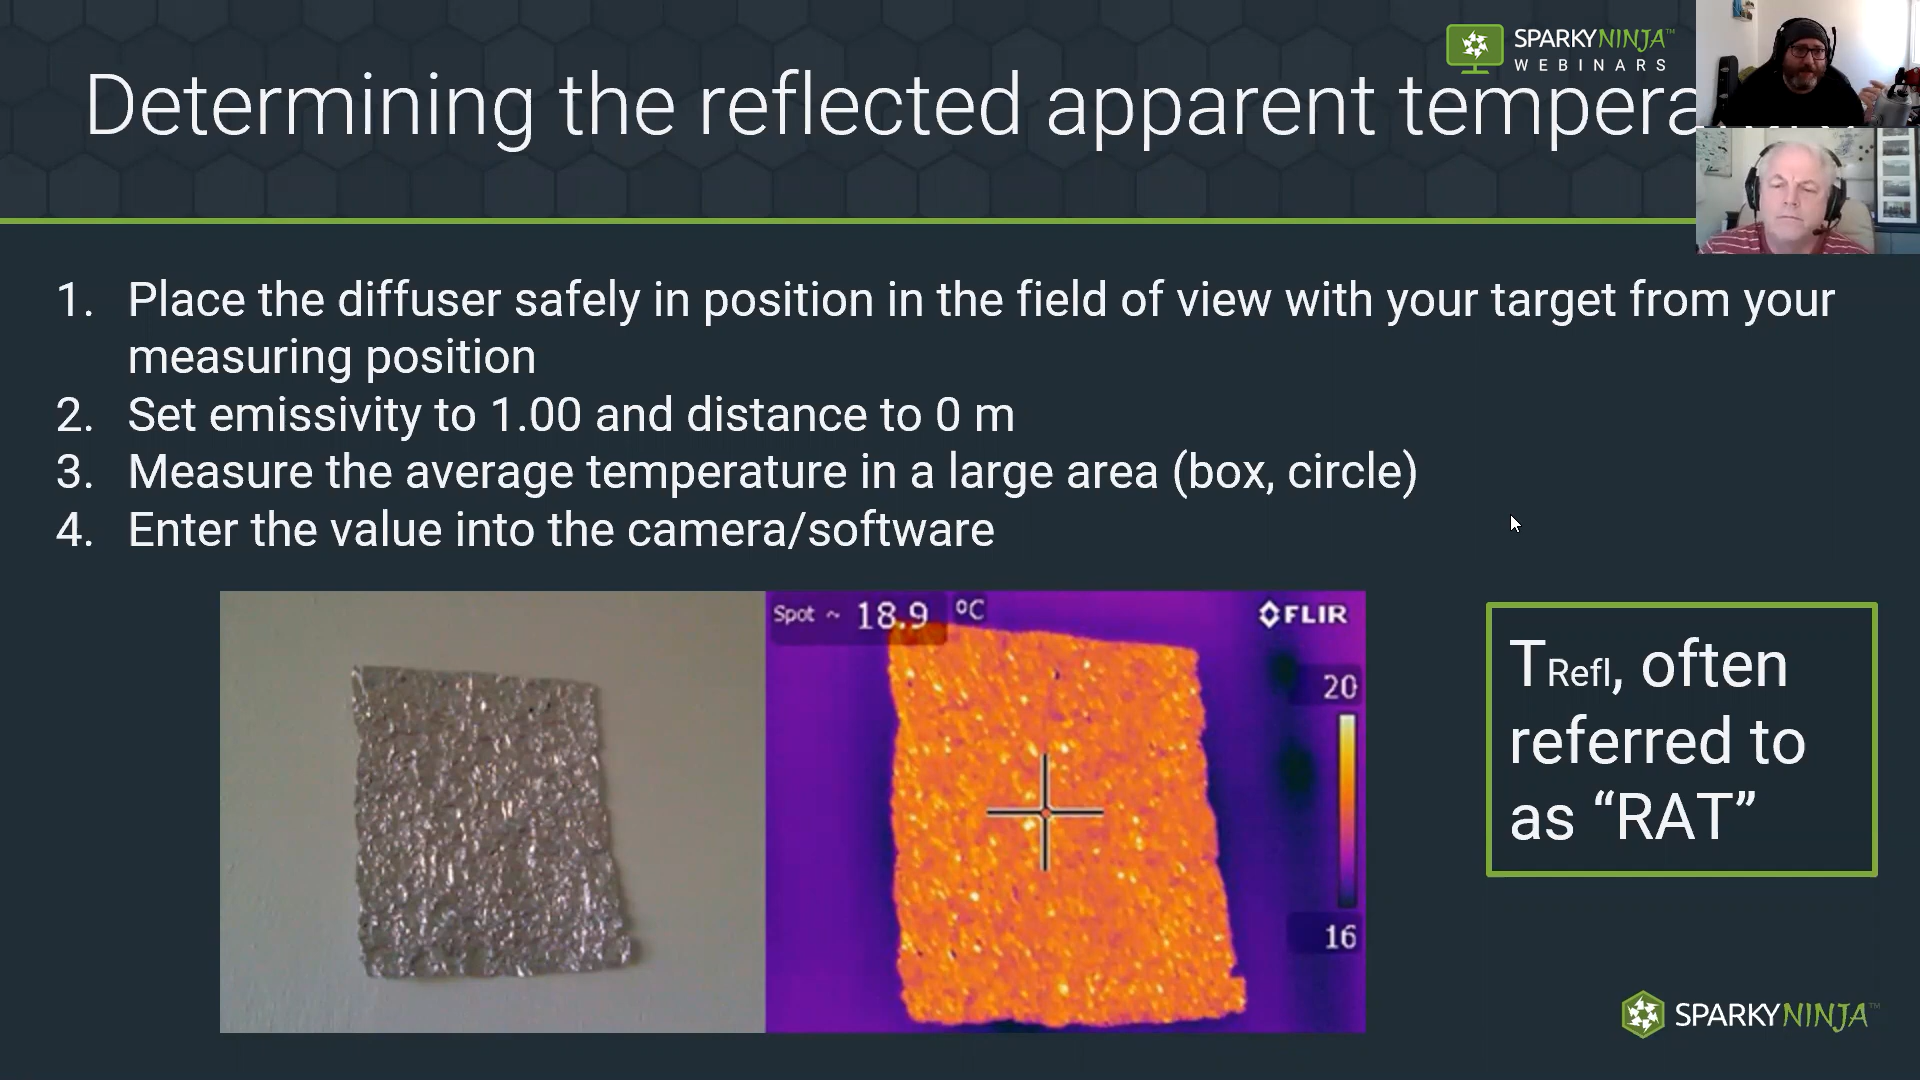 SPARKYNINJA™
WEBINARS
Determining the reflected apparent tempera
1. Place the diffuser safely in position in the field of view with your target from your
measuring position
2. Set emissivity to 1.00 and distance to 0 m
3. Measure the average temperature in a large area (box, circle)
4. Enter the value into the camera/software
Spot ~ 18.9 °C
FLIR
20
16
TRefl, often
referred to
as “RAT”
SPARKYNINJA™